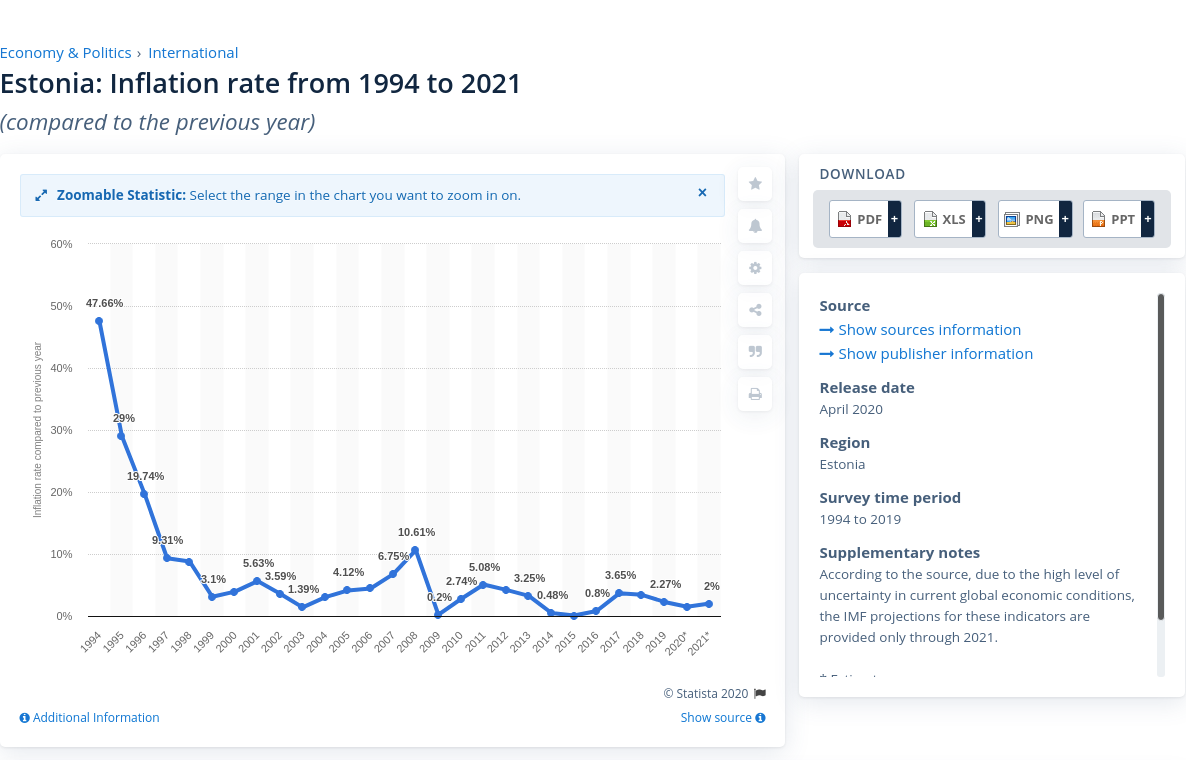 Economy & Politics › International
Estonia: Inflation rate from 1994 to 2021
(compared to the previous year)
Zoomable Statistic: Select the range in the chart you want to zoom in on. ×
60%
50%
40%
30%
20%
10%
0%
Inflation rate compared to previous year
47.66%
29%
19.74%
9.31%
3.1%
5.63%
3.59%
1.39%
4.12%
6.75%
10.61%
0.2%
2.74%
5.08%
3.25%
0.48%
0.8%
3.65%
2.27%
2%
1994
1995
1996
1997
1998
1999
2000
2001
2002
2003
2004
2005
2006
2007
2008
2009
2010
2011
2012
2013
2014
2015
2016
2017
2018
2019
2020*
2021*
© Statista 2020
Additional Information
Show source
DOWNLOAD
PDF + XLS + PNG + PPT +
Source
Show sources information
Show publisher information
Release date
April 2020
Region
Estonia
Survey time period
1994 to 2019
Supplementary notes
According to the source, due to the high level of
uncertainty in current global economic conditions,
the IMF projections for these indicators are
provided only through 2021.